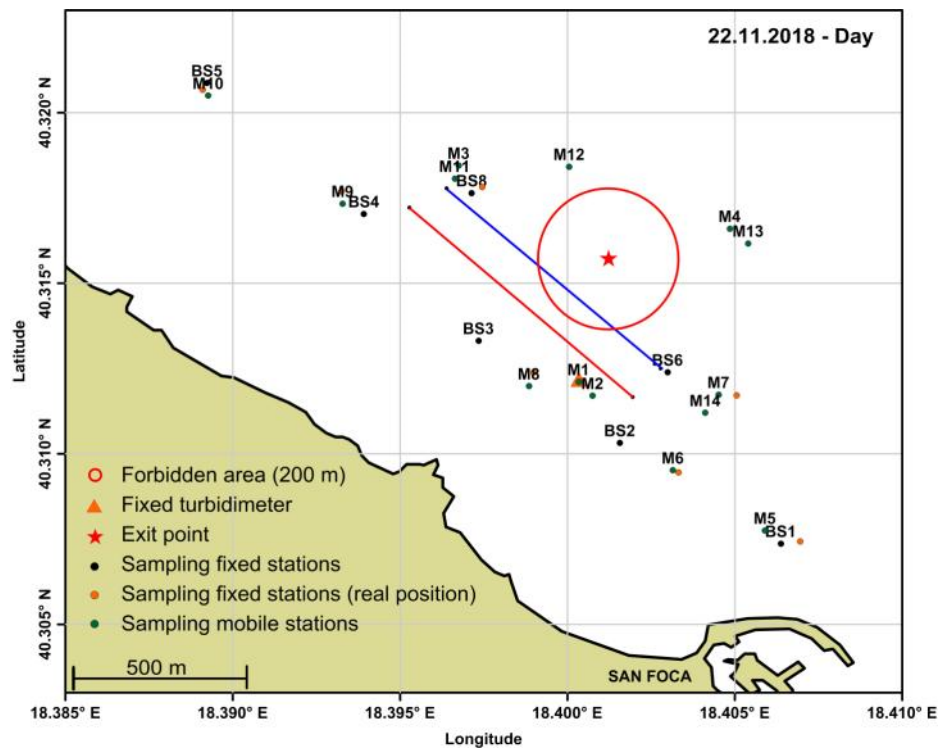 22.11.2018 - Day
BS5
M10
M3
M11
BS8
M12
M9
BS4
M4
M13
BS3
BS6
M8
M1
M2
M7
M14
BS2
M6
M5
BS1
Forbidden area (200 m)
Fixed turbidimeter
Exit point
Sampling fixed stations
Sampling fixed stations (real position)
Sampling mobile stations
500 m
SAN FOCA
Latitude
40.320° N
40.315° N
40.310° N
40.305° N
18.385° E
18.390° E
18.395° E
18.400° E
18.405° E
18.410° E
Longitude